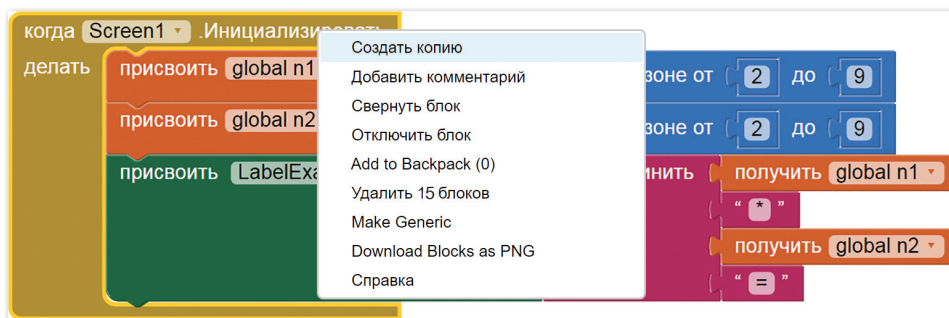 когда Screen1 .Инициализировать
Создать копию
делать присвоить global n1 зоне от 2 до 9
Добавить комментарий
Свернуть блок
присвоить global n2 зоне от 2 до 9
Отключить блок
присвоить LabelExa инить получить global n1
Add to Backpack (0)
Удалить 15 блоков
" * "
Make Generic
получить global n2
Download Blocks as PNG
Справка
" = "